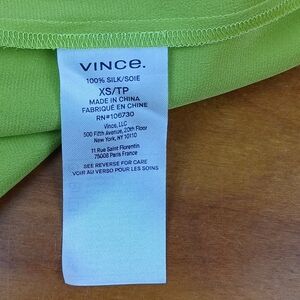 VINCE.
100% SILK/SOIE
XS/TP
MADE IN CHINA
FABRIQUÉ EN CHINE
RN#106730
Vince, LLC
500 Fifth Avenue, 20th Floor
New York, NY 10110
11 Rue Saint Florentin
75008 Paris France
SEE REVERSE FOR CARE
VOIR AU VERSO POUR LES SOINS